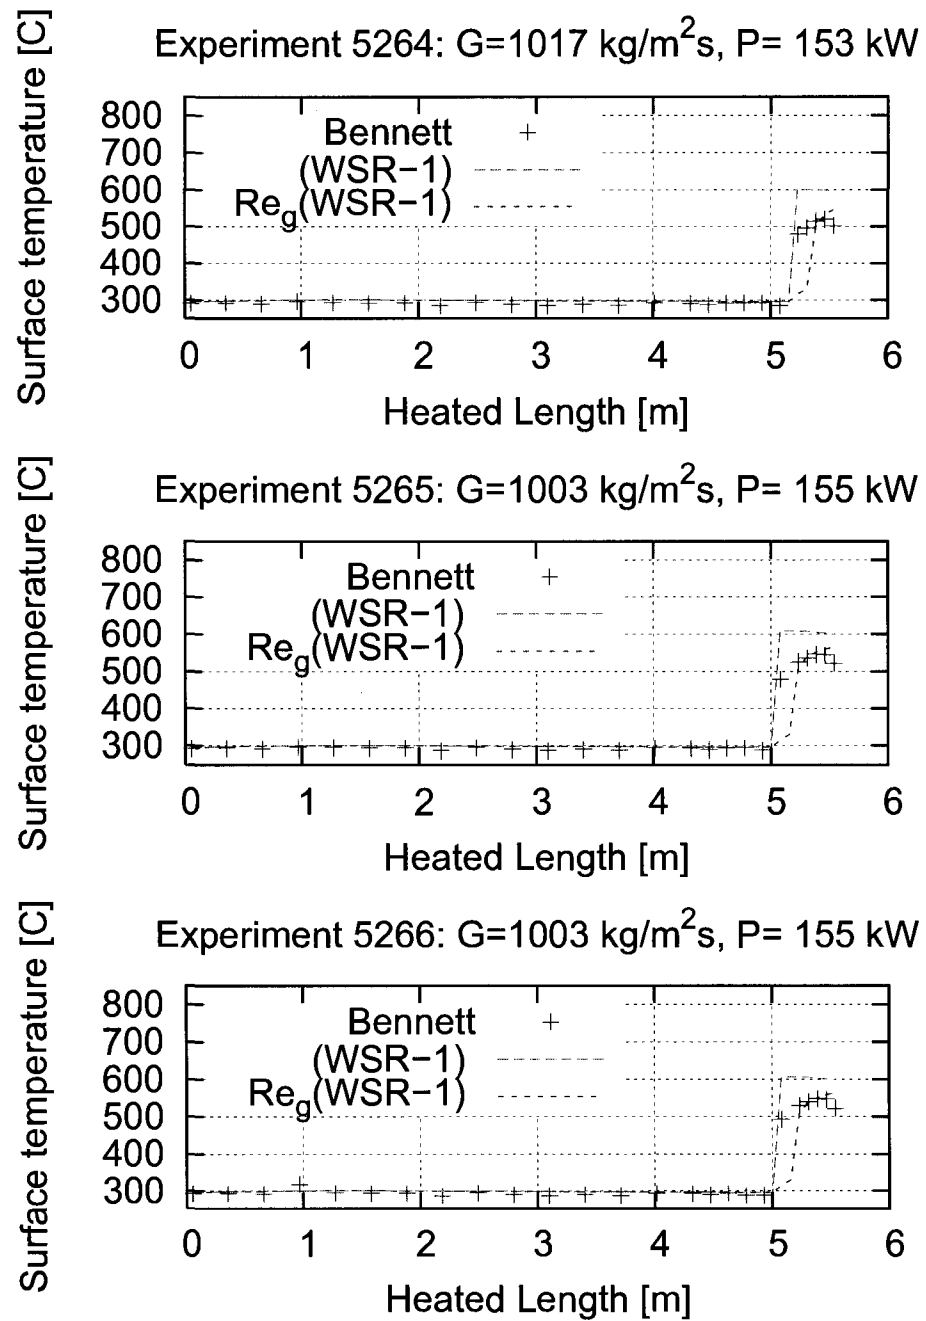 Experiment 5264: G=1017 kg/m²s, P= 153 kW
Surface temperature [C]
800
700
600
500
400
300
Bennett
(WSR−1)
Reg(WSR−1)
0 1 2 3 4 5 6
Heated Length [m]
Experiment 5265: G=1003 kg/m²s, P= 155 kW
Surface temperature [C]
800
700
600
500
400
300
Bennett
(WSR−1)
Reg(WSR−1)
0 1 2 3 4 5 6
Heated Length [m]
Experiment 5266: G=1003 kg/m²s, P= 155 kW
Surface temperature [C]
800
700
600
500
400
300
Bennett
(WSR−1)
Reg(WSR−1)
0 1 2 3 4 5 6
Heated Length [m]